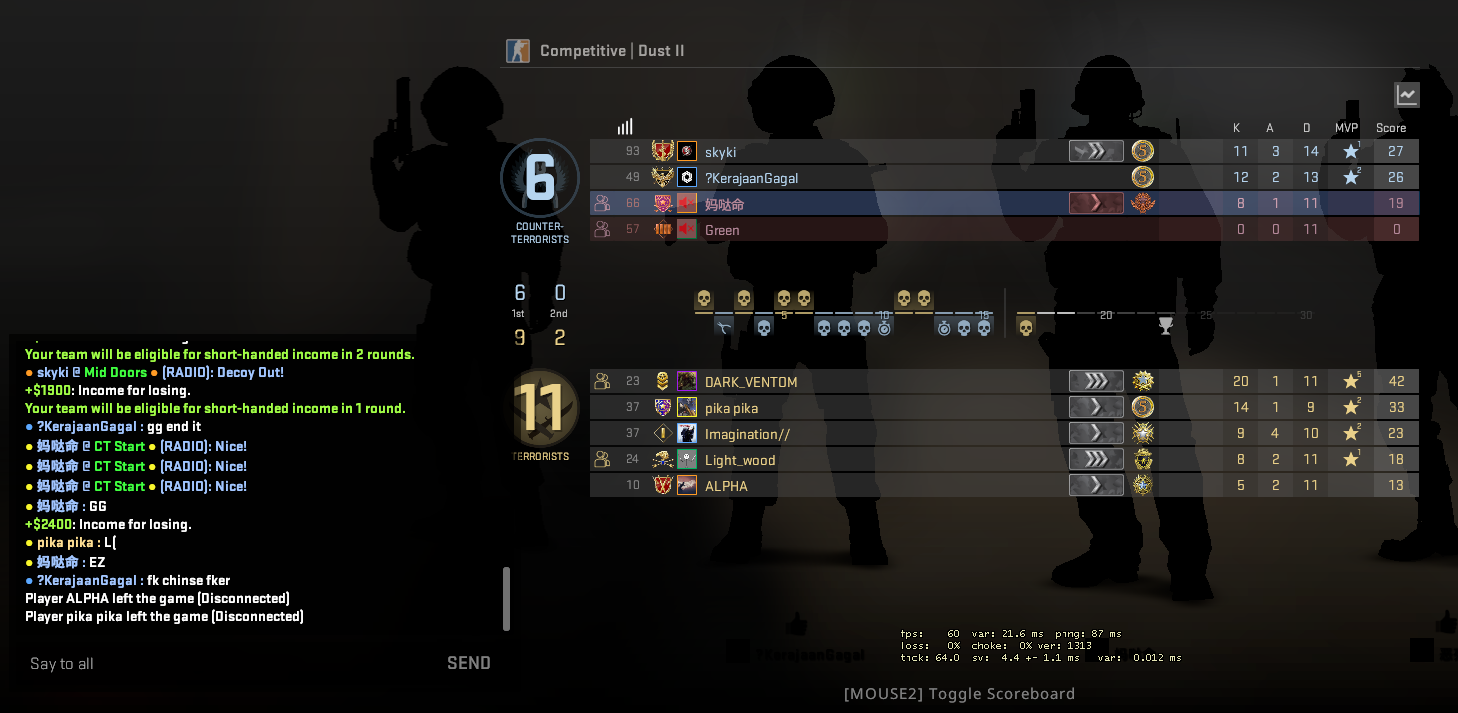 Competitive | Dust II
K A D MVP Score
93 skyki 5 11 3 14 1 27
49 ?KerajaanGagal 5 12 2 13 2 26
66 妈哒命 8 1 11 19
57 Green 0 0 11 0
6
COUNTER-
TERRORISTS
6 0
1st 2nd
9 2
5 10 15 20 25 30
11
TERRORISTS
23 DARK_VENTOM 20 1 11 5 42
37 pika pika 5 14 1 9 2 33
37 Imagination// 9 4 10 2 23
24 Light_wood 8 2 11 1 18
10 ALPHA 5 2 11 13
Your team will be eligible for short-handed income in 2 rounds.
skyki @ Mid Doors (RADIO): Decoy Out!
+$1900: Income for losing.
Your team will be eligible for short-handed income in 1 round.
?KerajaanGagal : gg end it
妈哒命 @ CT Start (RADIO): Nice!
妈哒命 @ CT Start (RADIO): Nice!
妈哒命 @ CT Start (RADIO): Nice!
妈哒命 : GG
+$2400: Income for losing.
pika pika : L[
妈哒命 : EZ
?KerajaanGagal : fk chinse fker
Player ALPHA left the game (Disconnected)
Player pika pika left the game (Disconnected)
Say to all SEND
fps: 60 var: 21.6 ms ping: 87 ms
loss: 0% choke: 0% ver: 1313
tick: 64.0 sv: 4.4 +- 1.1 ms var: 0.012 ms
?KerajaanGagal
[MOUSE2] Toggle Scoreboard